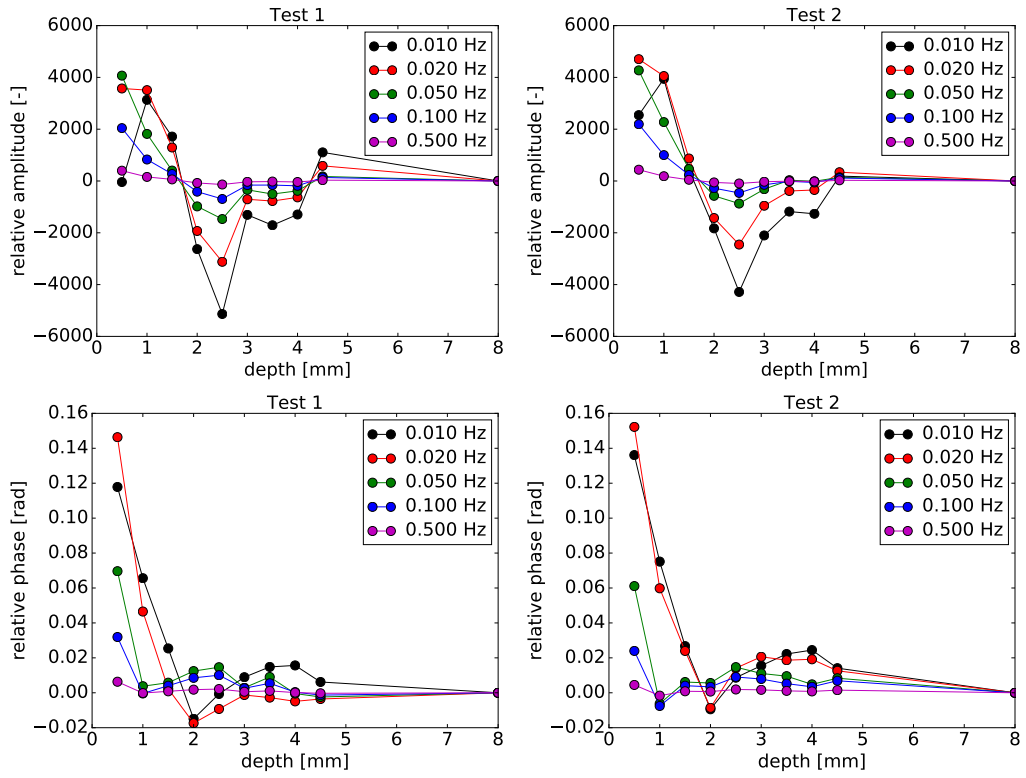 Test 1
6000
4000
2000
0
−2000
−4000
−6000
relative amplitude [-]
0 1 2 3 4 5 6 7 8
depth [mm]
0.010 Hz
0.020 Hz
0.050 Hz
0.100 Hz
0.500 Hz
Test 2
6000
4000
2000
0
−2000
−4000
−6000
relative amplitude [-]
0 1 2 3 4 5 6 7 8
depth [mm]
0.010 Hz
0.020 Hz
0.050 Hz
0.100 Hz
0.500 Hz
Test 1
0.16
0.14
0.12
0.10
0.08
0.06
0.04
0.02
0.00
−0.02
relative phase [rad]
0 1 2 3 4 5 6 7 8
depth [mm]
0.010 Hz
0.020 Hz
0.050 Hz
0.100 Hz
0.500 Hz
Test 2
0.16
0.14
0.12
0.10
0.08
0.06
0.04
0.02
0.00
−0.02
relative phase [rad]
0 1 2 3 4 5 6 7 8
depth [mm]
0.010 Hz
0.020 Hz
0.050 Hz
0.100 Hz
0.500 Hz